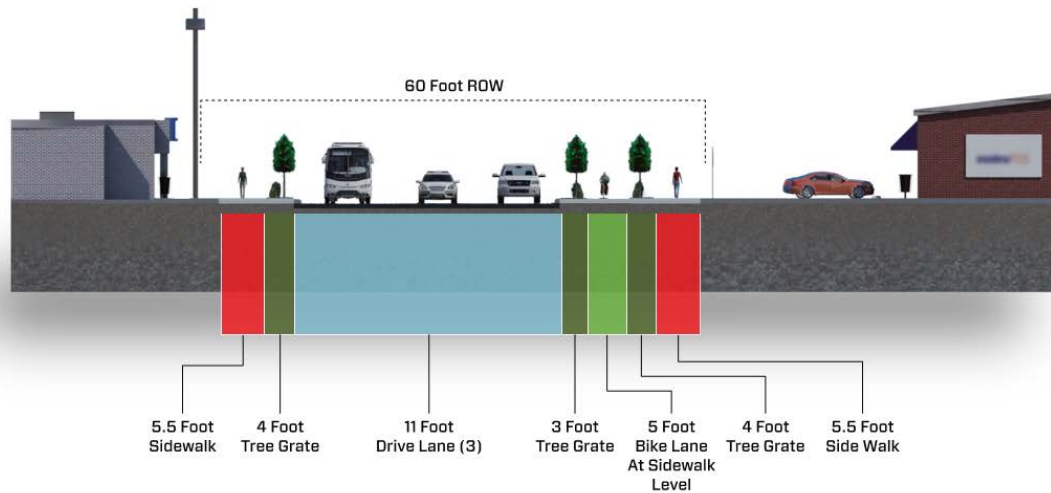 60 Foot ROW
5.5 Foot
Sidewalk
4 Foot
Tree Grate
11 Foot
Drive Lane (3)
3 Foot
Tree Grate
5 Foot
Bike Lane
At Sidewalk
Level
4 Foot
Tree Grate
5.5 Foot
Side Walk